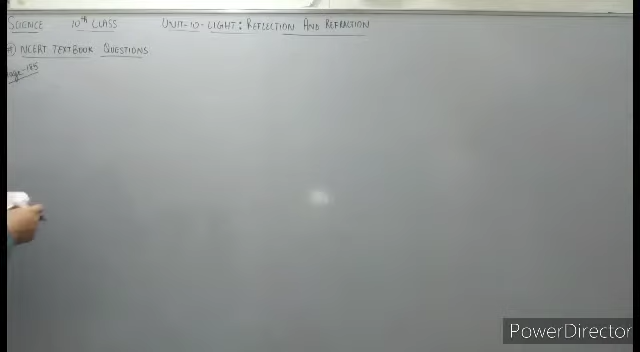 SCIENCE 10th CLASS UNIT-10-LIGHT: REFLECTION AND REFRACTION
NCERT TEXTBOOK QUESTIONS
PowerDirector